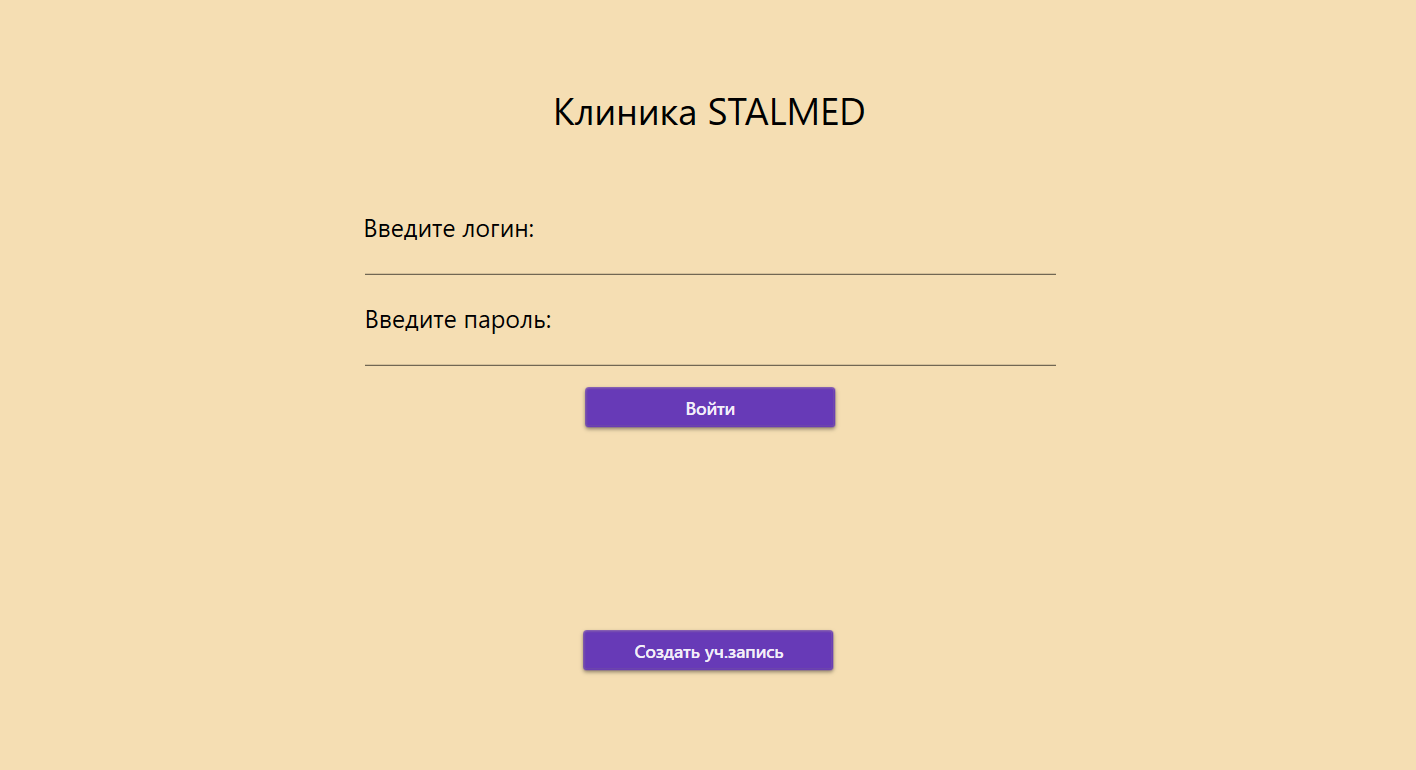 Клиника STALMED
Введите логин:
Введите пароль:
Войти
Создать уч.запись